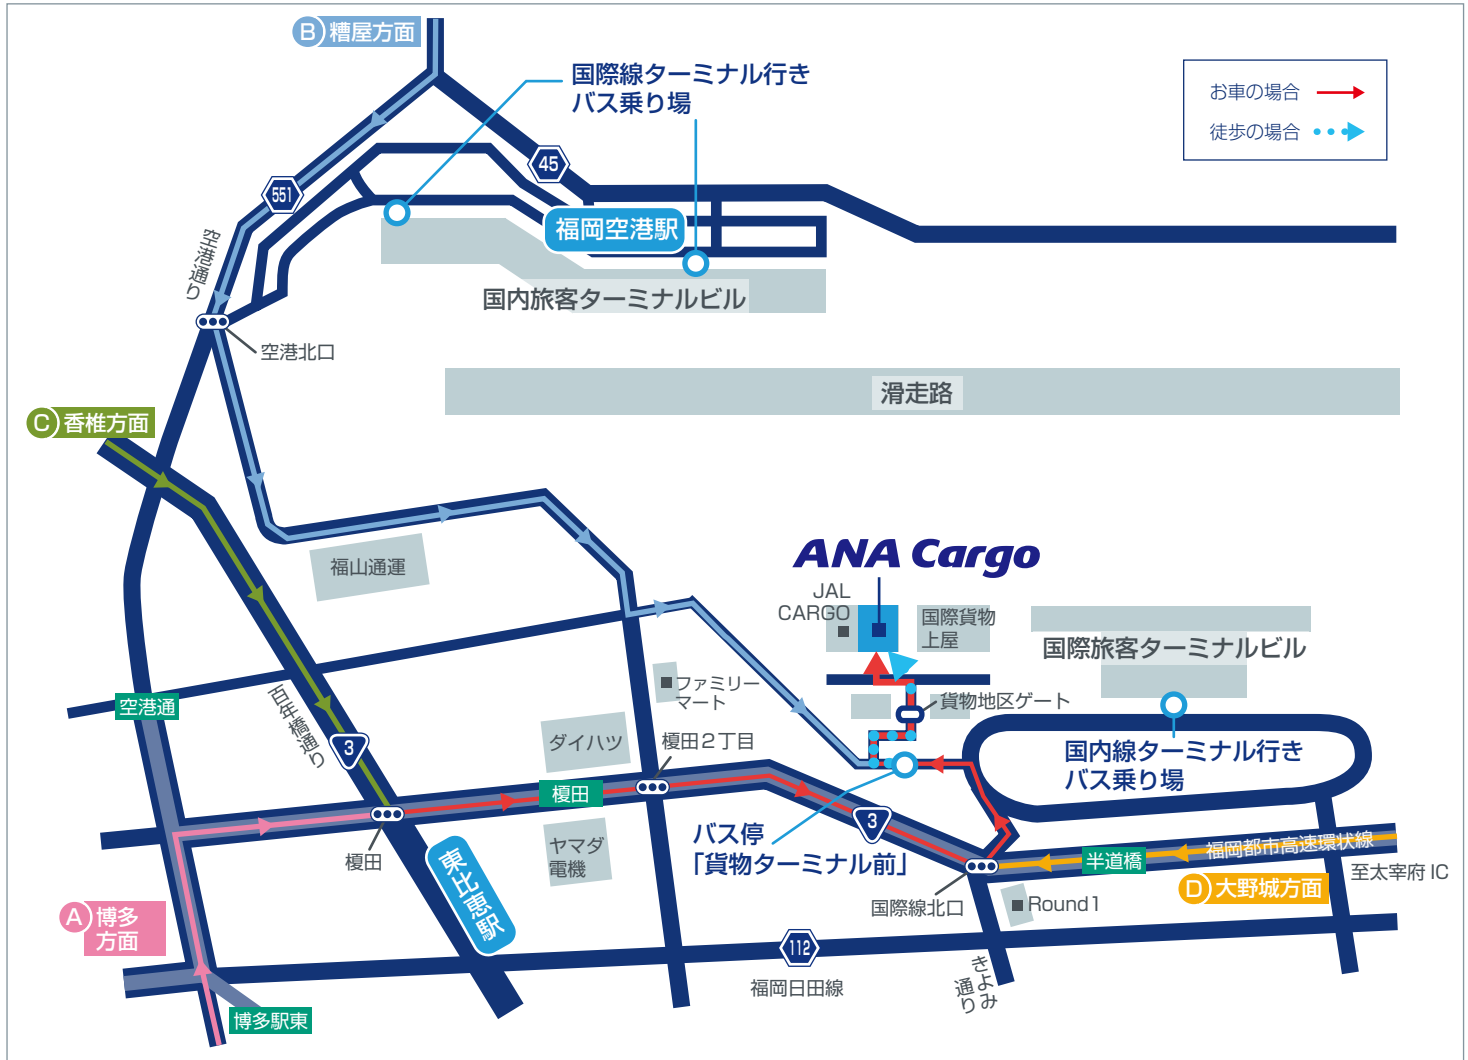 B 糟屋方面
国際線ターミナル行き
バス乗り場
お車の場合
徒歩の場合
45
551
福岡空港駅
空港通り
国内旅客ターミナルビル
空港北口
滑走路
C 香椎方面
福山通運
ANA Cargo
JAL
CARGO
国際貨物
上屋
国際旅客ターミナルビル
ファミリー
マート
貨物地区ゲート
空港通
百年橋通り
3
ダイハツ
榎田2丁目
国内線ターミナル行き
バス乗り場
榎田
3
バス停
「貨物ターミナル前」
福岡都市高速環状線
半道橋
榎田
ヤマダ
電機
東比恵駅
至太宰府 IC
D 大野城方面
国際線北口
Round1
A 博多
方面
112
福岡日田線
きよみ
通り
博多駅東